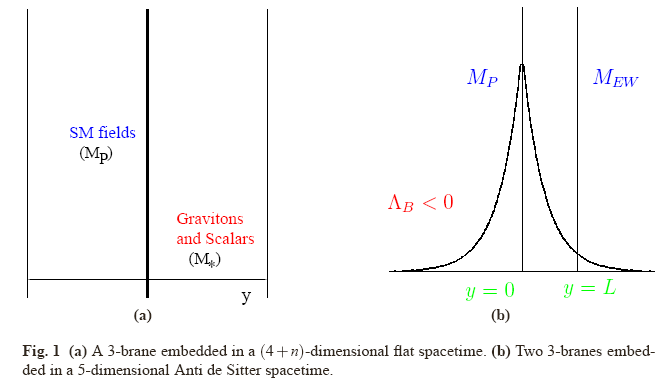 SM fields
(M_P)
Gravitons
and Scalars
(M_*)
y
(a)
M_P
M_EW
Λ_B < 0
y = 0
y = L
(b)
Fig. 1 (a) A 3-brane embedded in a (4+n)-dimensional flat spacetime. (b) Two 3-branes embed-
ded in a 5-dimensional Anti de Sitter spacetime.